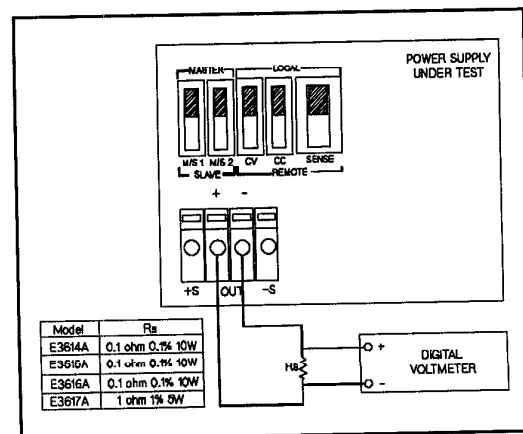 POWER SUPPLY
UNDER TEST
MASTER LOCAL
M/S 1 M/S 2 CV CC SENSE
SLAVE REMOTE
+ -
+S OUT -S
Model Rs
E3614A 0.1 ohm 0.1% 10W
E3615A 0.1 ohm 0.1% 10W
E3616A 0.1 ohm 0.1% 10W
E3617A 1 ohm 1% 5W
RS
+
-
DIGITAL
VOLTMETER